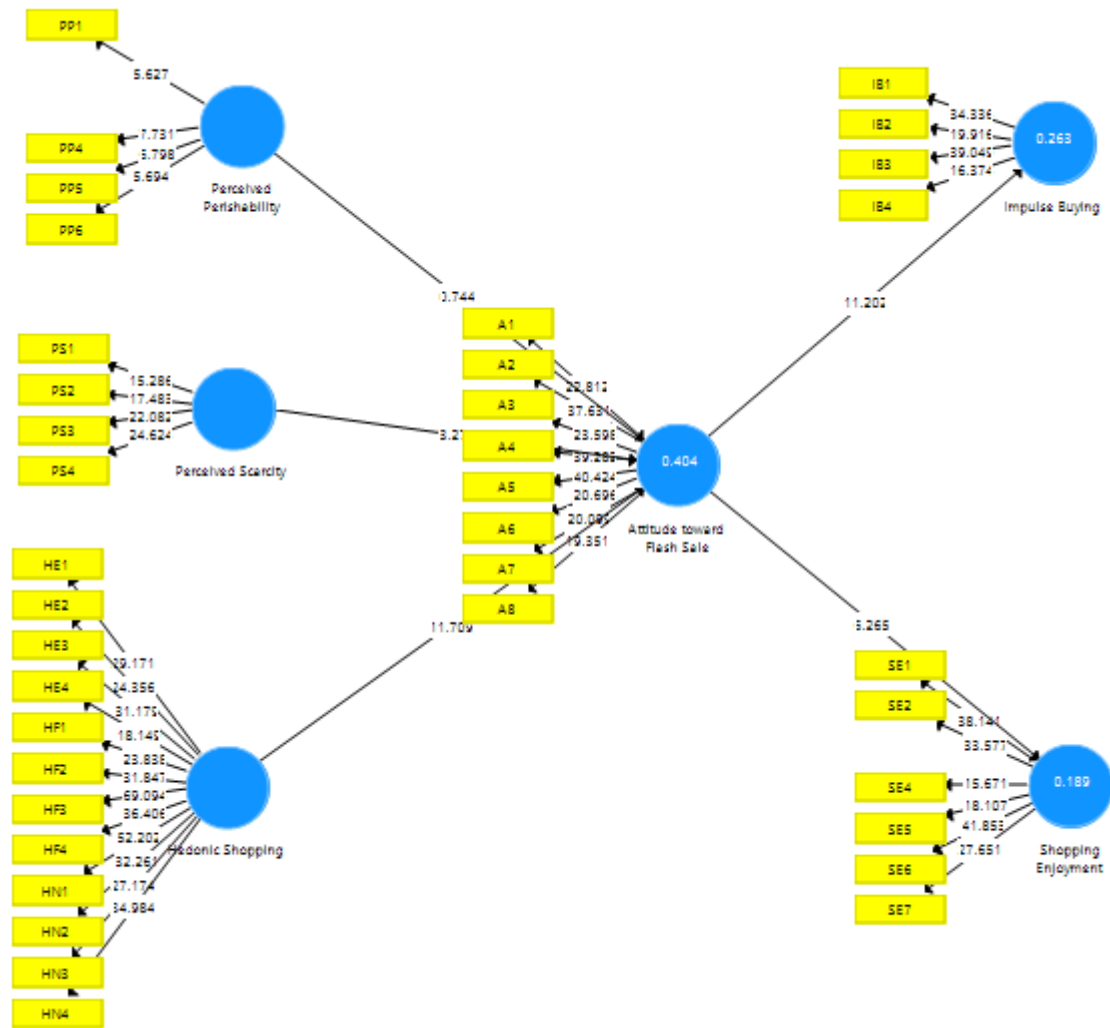 PP1
5.627
7.731
PP4
5.798
PP5
5.694
PP6
Perceived
Perishability
0.744
PS1
15.286
PS2
17.483
PS3
22.082
PS4
24.624
Perceived Scarcity
HE1
HE2
HE3
HE4
HF1
HF2
HF3
HF4
HN1
HN2
HN3
HN4
24.356
31.179
18.149
23.838
31.847
69.094
36.406
52.202
32.261
27.174
34.984
Hedonic Shopping
11.709
A1
A2
A3
A4
A5
A6
A7
A8
37.631
23.598
39.289
40.424
20.696
19.351
0.404
Attitude toward
Flash Sale
11.202
IB1
IB2
IB3
IB4
34.336
19.916
39.049
16.374
0.263
Impulse Buying
SE1
SE2
SE4
SE5
SE6
SE7
38.144
33.577
15.671
18.107
41.853
27.651
0.189
Shopping
Enjoyment